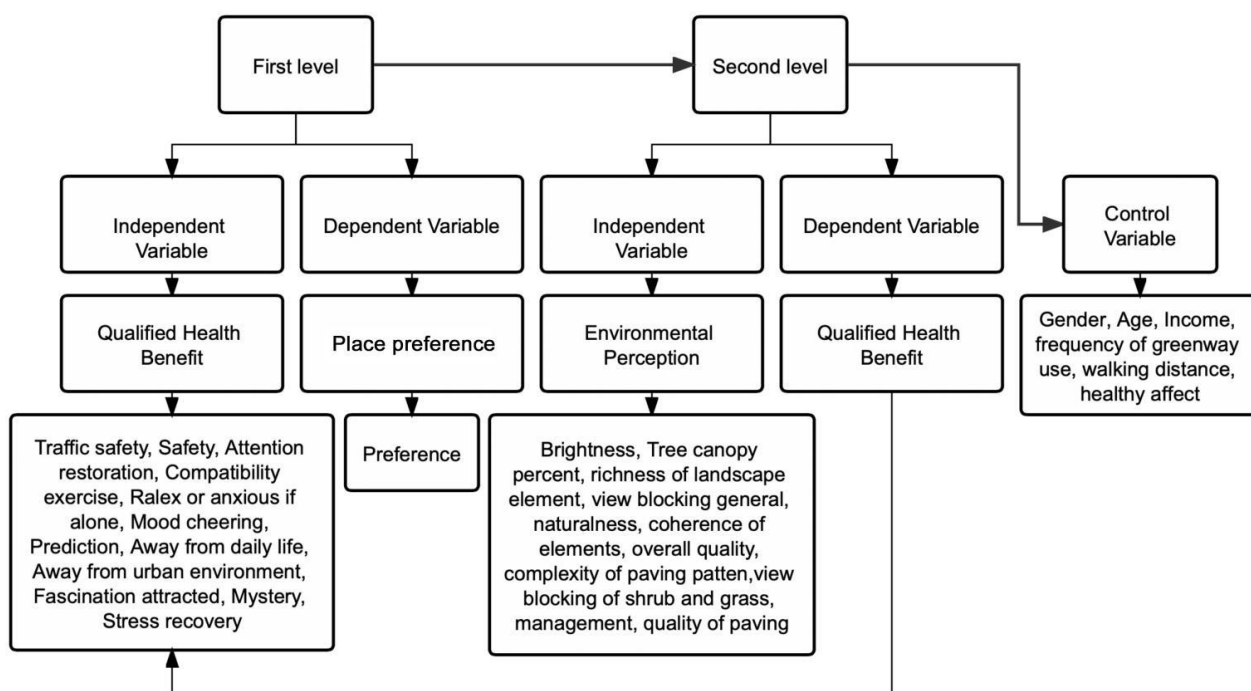 First level
Second level
Independent
Variable
Dependent Variable
Independent
Variable
Dependent Variable
Control
Variable
Qualified Health
Benefit
Place preference
Environmental
Perception
Qualified Health
Benefit
Gender, Age, Income,
frequency of greenway
use, walking distance,
healthy affect
Traffic safety, Safety, Attention
restoration, Compatibility
exercise, Ralex or anxious if
alone, Mood cheering,
Prediction, Away from daily life,
Away from urban environment,
Fascination attracted, Mystery,
Stress recovery
Preference
Brightness, Tree canopy
percent, richness of landscape
element, view blocking general,
naturalness, coherence of
elements, overall quality,
complexity of paving patten,view
blocking of shrub and grass,
management, quality of paving